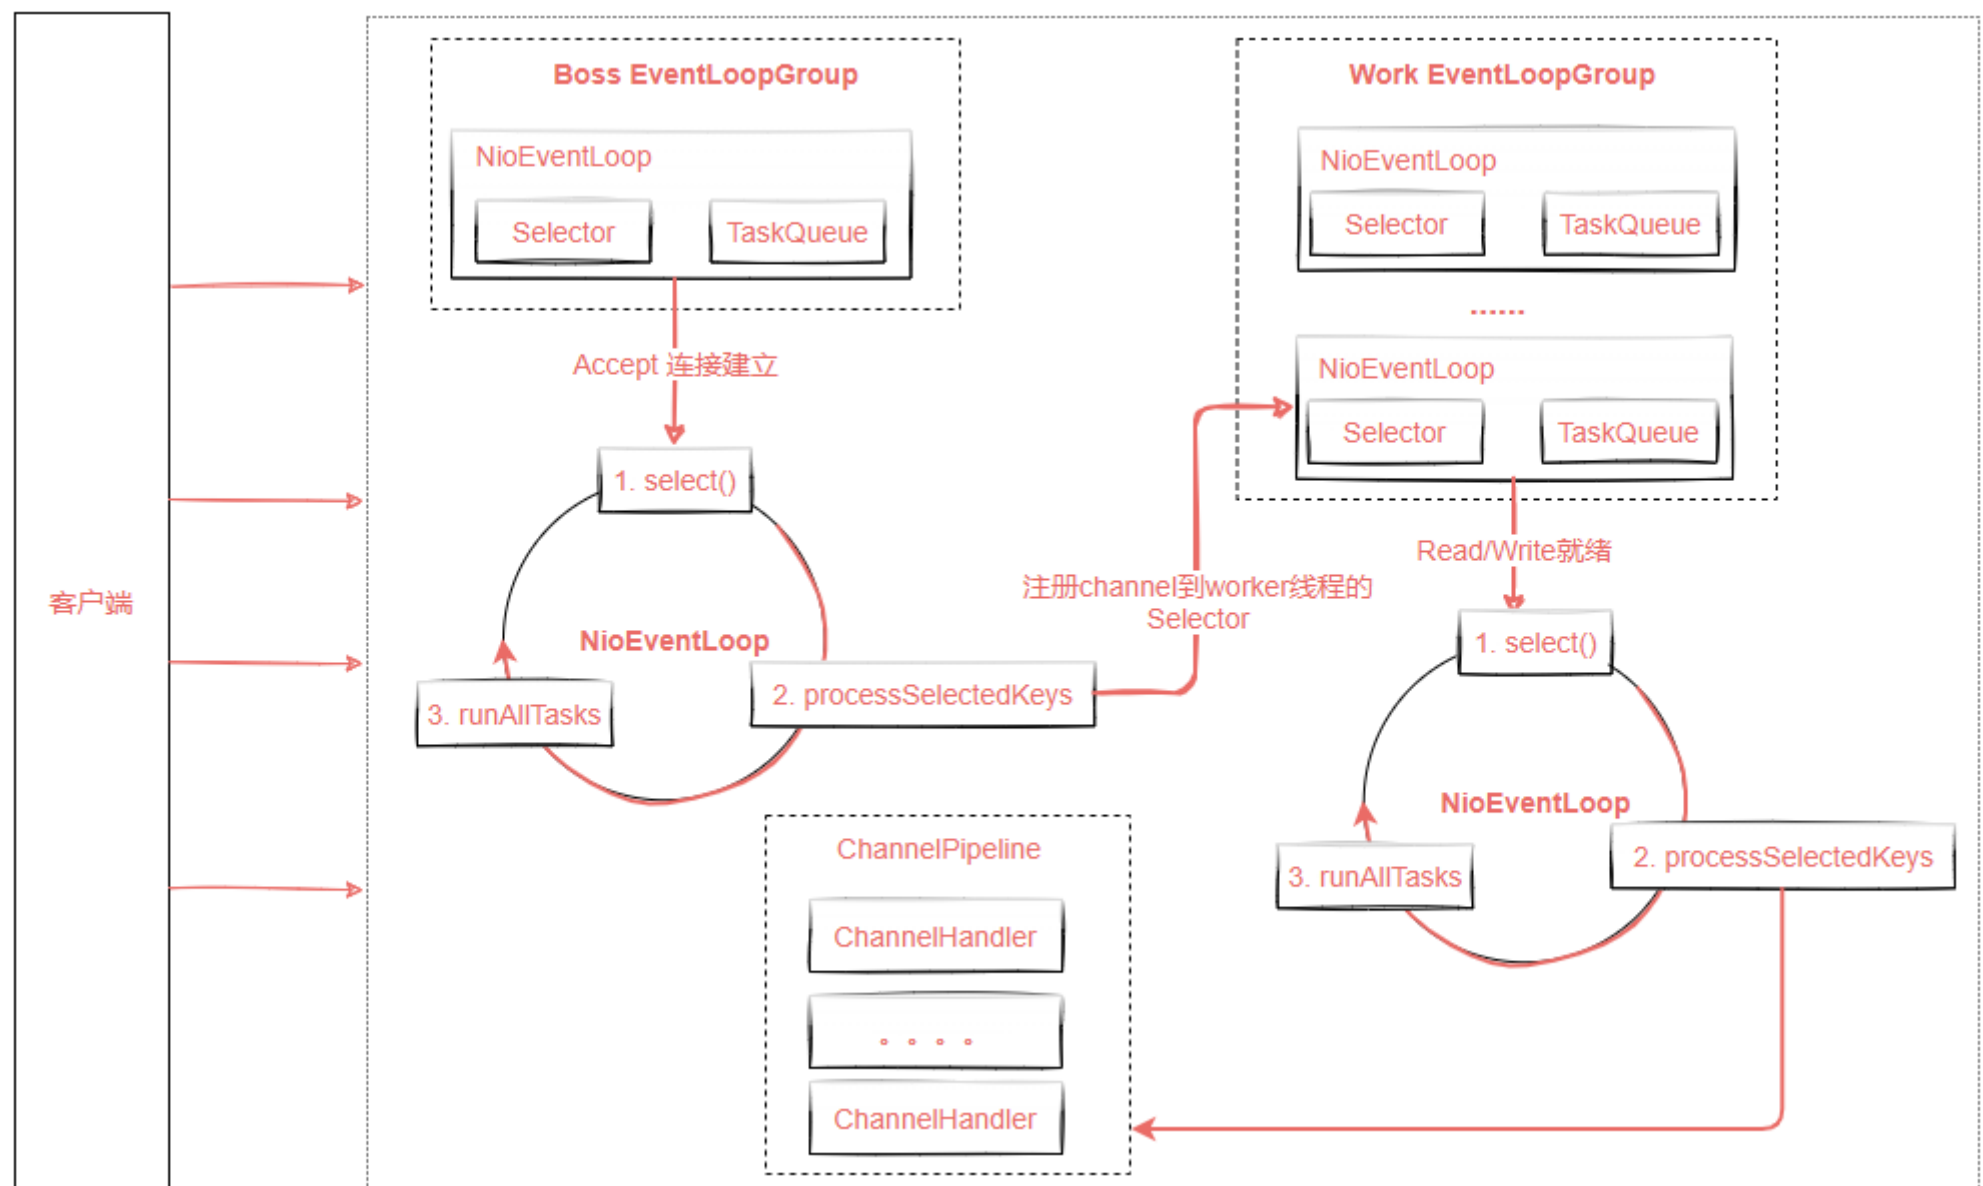 客户端
Boss EventLoopGroup
NioEventLoop
Selector
TaskQueue
Accept 连接建立
1. select()
NioEventLoop
2. processSelectedKeys
3. runAllTasks
注册channel到worker线程的
Selector
Work EventLoopGroup
NioEventLoop
Selector
TaskQueue
......
NioEventLoop
Selector
TaskQueue
Read/Write就绪
1. select()
NioEventLoop
2. processSelectedKeys
3. runAllTasks
ChannelPipeline
ChannelHandler
。。。。
ChannelHandler